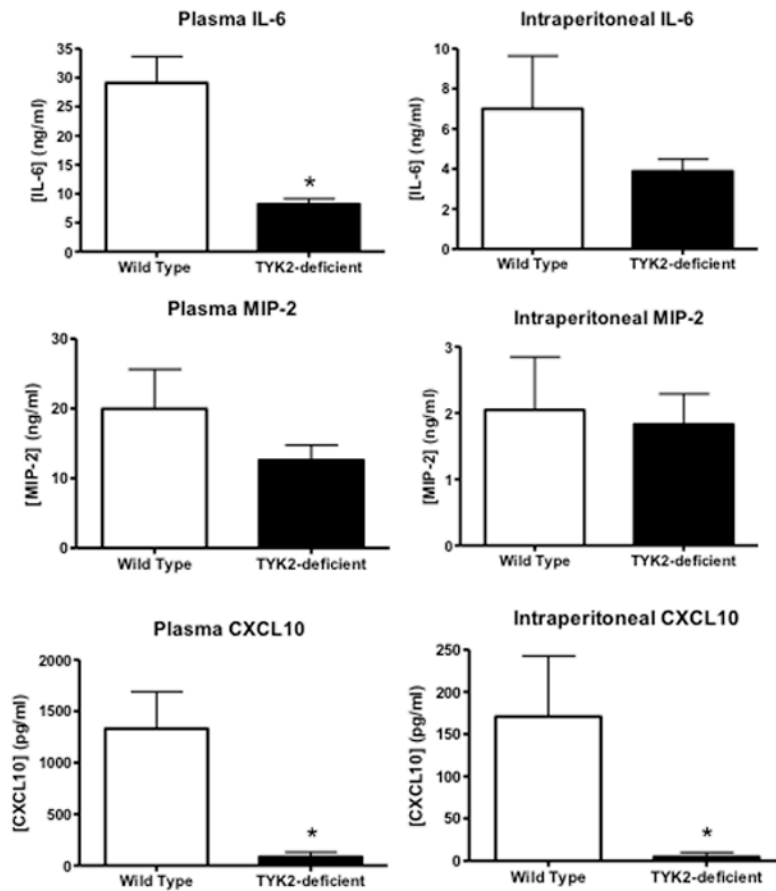 Plasma IL-6
[IL-6] (ng/ml)
35
30
25
20
15
10
5
0
*
Wild Type TYK2-deficient
Intraperitoneal IL-6
[IL-6] (ng/ml)
10
8
6
4
2
0
Wild Type TYK2-deficient
Plasma MIP-2
[MIP-2] (ng/ml)
30
20
10
0
Wild Type TYK2-deficient
Intraperitoneal MIP-2
[MIP-2] (ng/ml)
3
2
1
0
Wild Type TYK2-deficient
Plasma CXCL10
[CXCL10] (pg/ml)
2000
1500
1000
500
0
*
Wild Type TYK2-deficient
Intraperitoneal CXCL10
[CXCL10] (pg/ml)
250
200
150
100
50
0
*
Wild Type TYK2-deficient